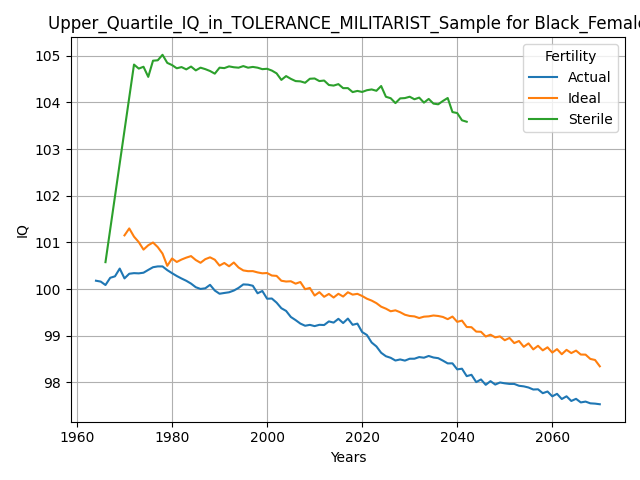 Upper_Quartile_IQ_in_TOLERANCE_MILITARIST_Sample for Black_Female
Fertility
Actual
Ideal
Sterile
105
104
103
102
101
100
99
98
IQ
1960 1980 2000 2020 2040 2060
Years